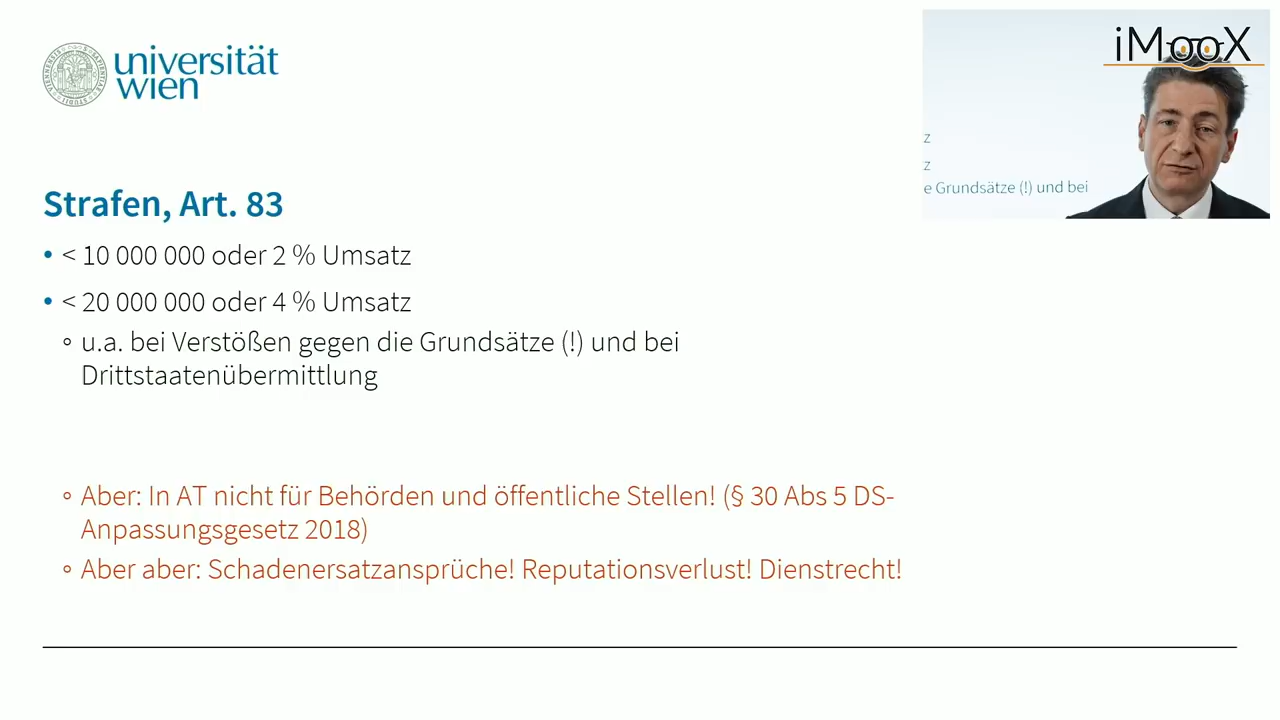 universität
wien
iMooX
z
z
e Grundsätze (!) und bei
Strafen, Art. 83
• < 10 000 000 oder 2 % Umsatz
• < 20 000 000 oder 4 % Umsatz
◦ u.a. bei Verstößen gegen die Grundsätze (!) und bei
Drittstaatenübermittlung
◦ Aber: In AT nicht für Behörden und öffentliche Stellen! (§ 30 Abs 5 DS-
Anpassungsgesetz 2018)
◦ Aber aber: Schadenersatzansprüche! Reputationsverlust! Dienstrecht!